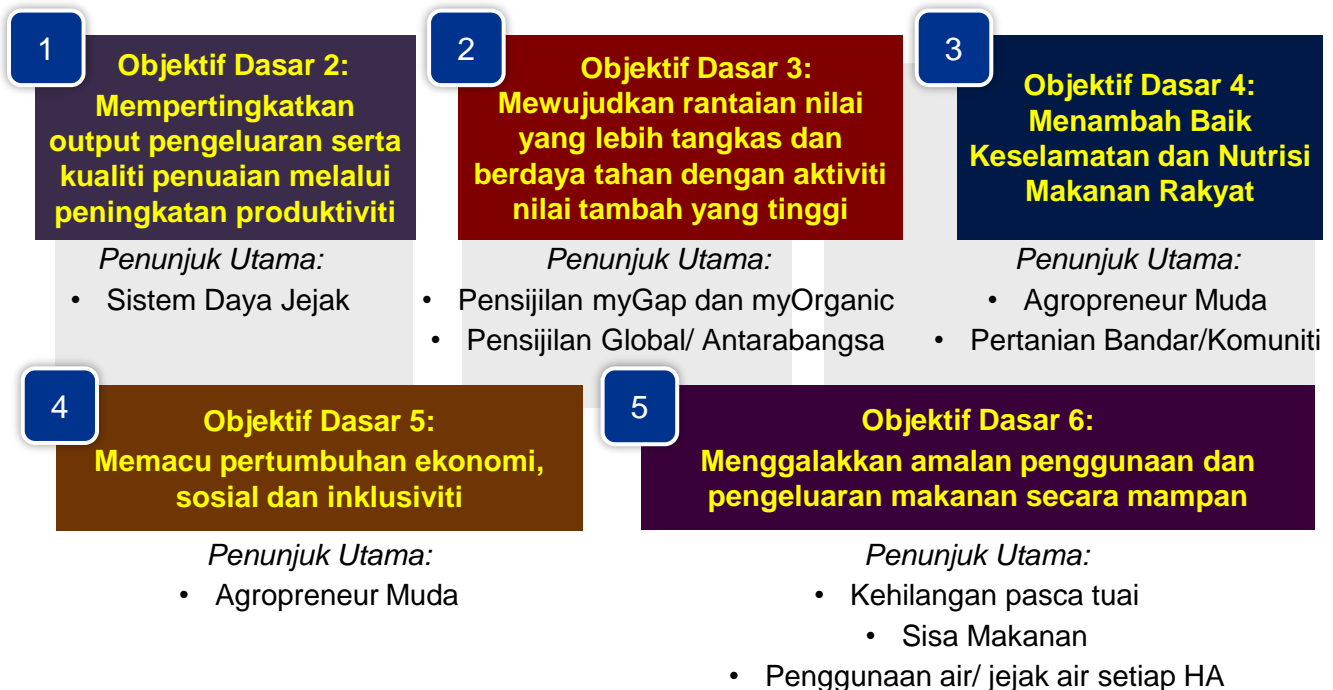 1
Objektif Dasar 2:
Mempertingkatkan
output pengeluaran serta
kualiti penuaian melalui
peningkatan produktiviti
Penunjuk Utama:
• Sistem Daya Jejak
2
Objektif Dasar 3:
Mewujudkan rantaian nilai
yang lebih tangkas dan
berdaya tahan dengan aktiviti
nilai tambah yang tinggi
Penunjuk Utama:
• Pensijilan myGap dan myOrganic
• Pensijilan Global/ Antarabangsa
3
Objektif Dasar 4:
Menambah Baik
Keselamatan dan Nutrisi
Makanan Rakyat
Penunjuk Utama:
• Agropreneur Muda
• Pertanian Bandar/Komuniti
4
Objektif Dasar 5:
Memacu pertumbuhan ekonomi,
sosial dan inklusiviti
Penunjuk Utama:
• Agropreneur Muda
5
Objektif Dasar 6:
Menggalakkan amalan penggunaan dan
pengeluaran makanan secara mampan
Penunjuk Utama:
• Kehilangan pasca tuai
• Sisa Makanan
• Penggunaan air/ jejak air setiap HA